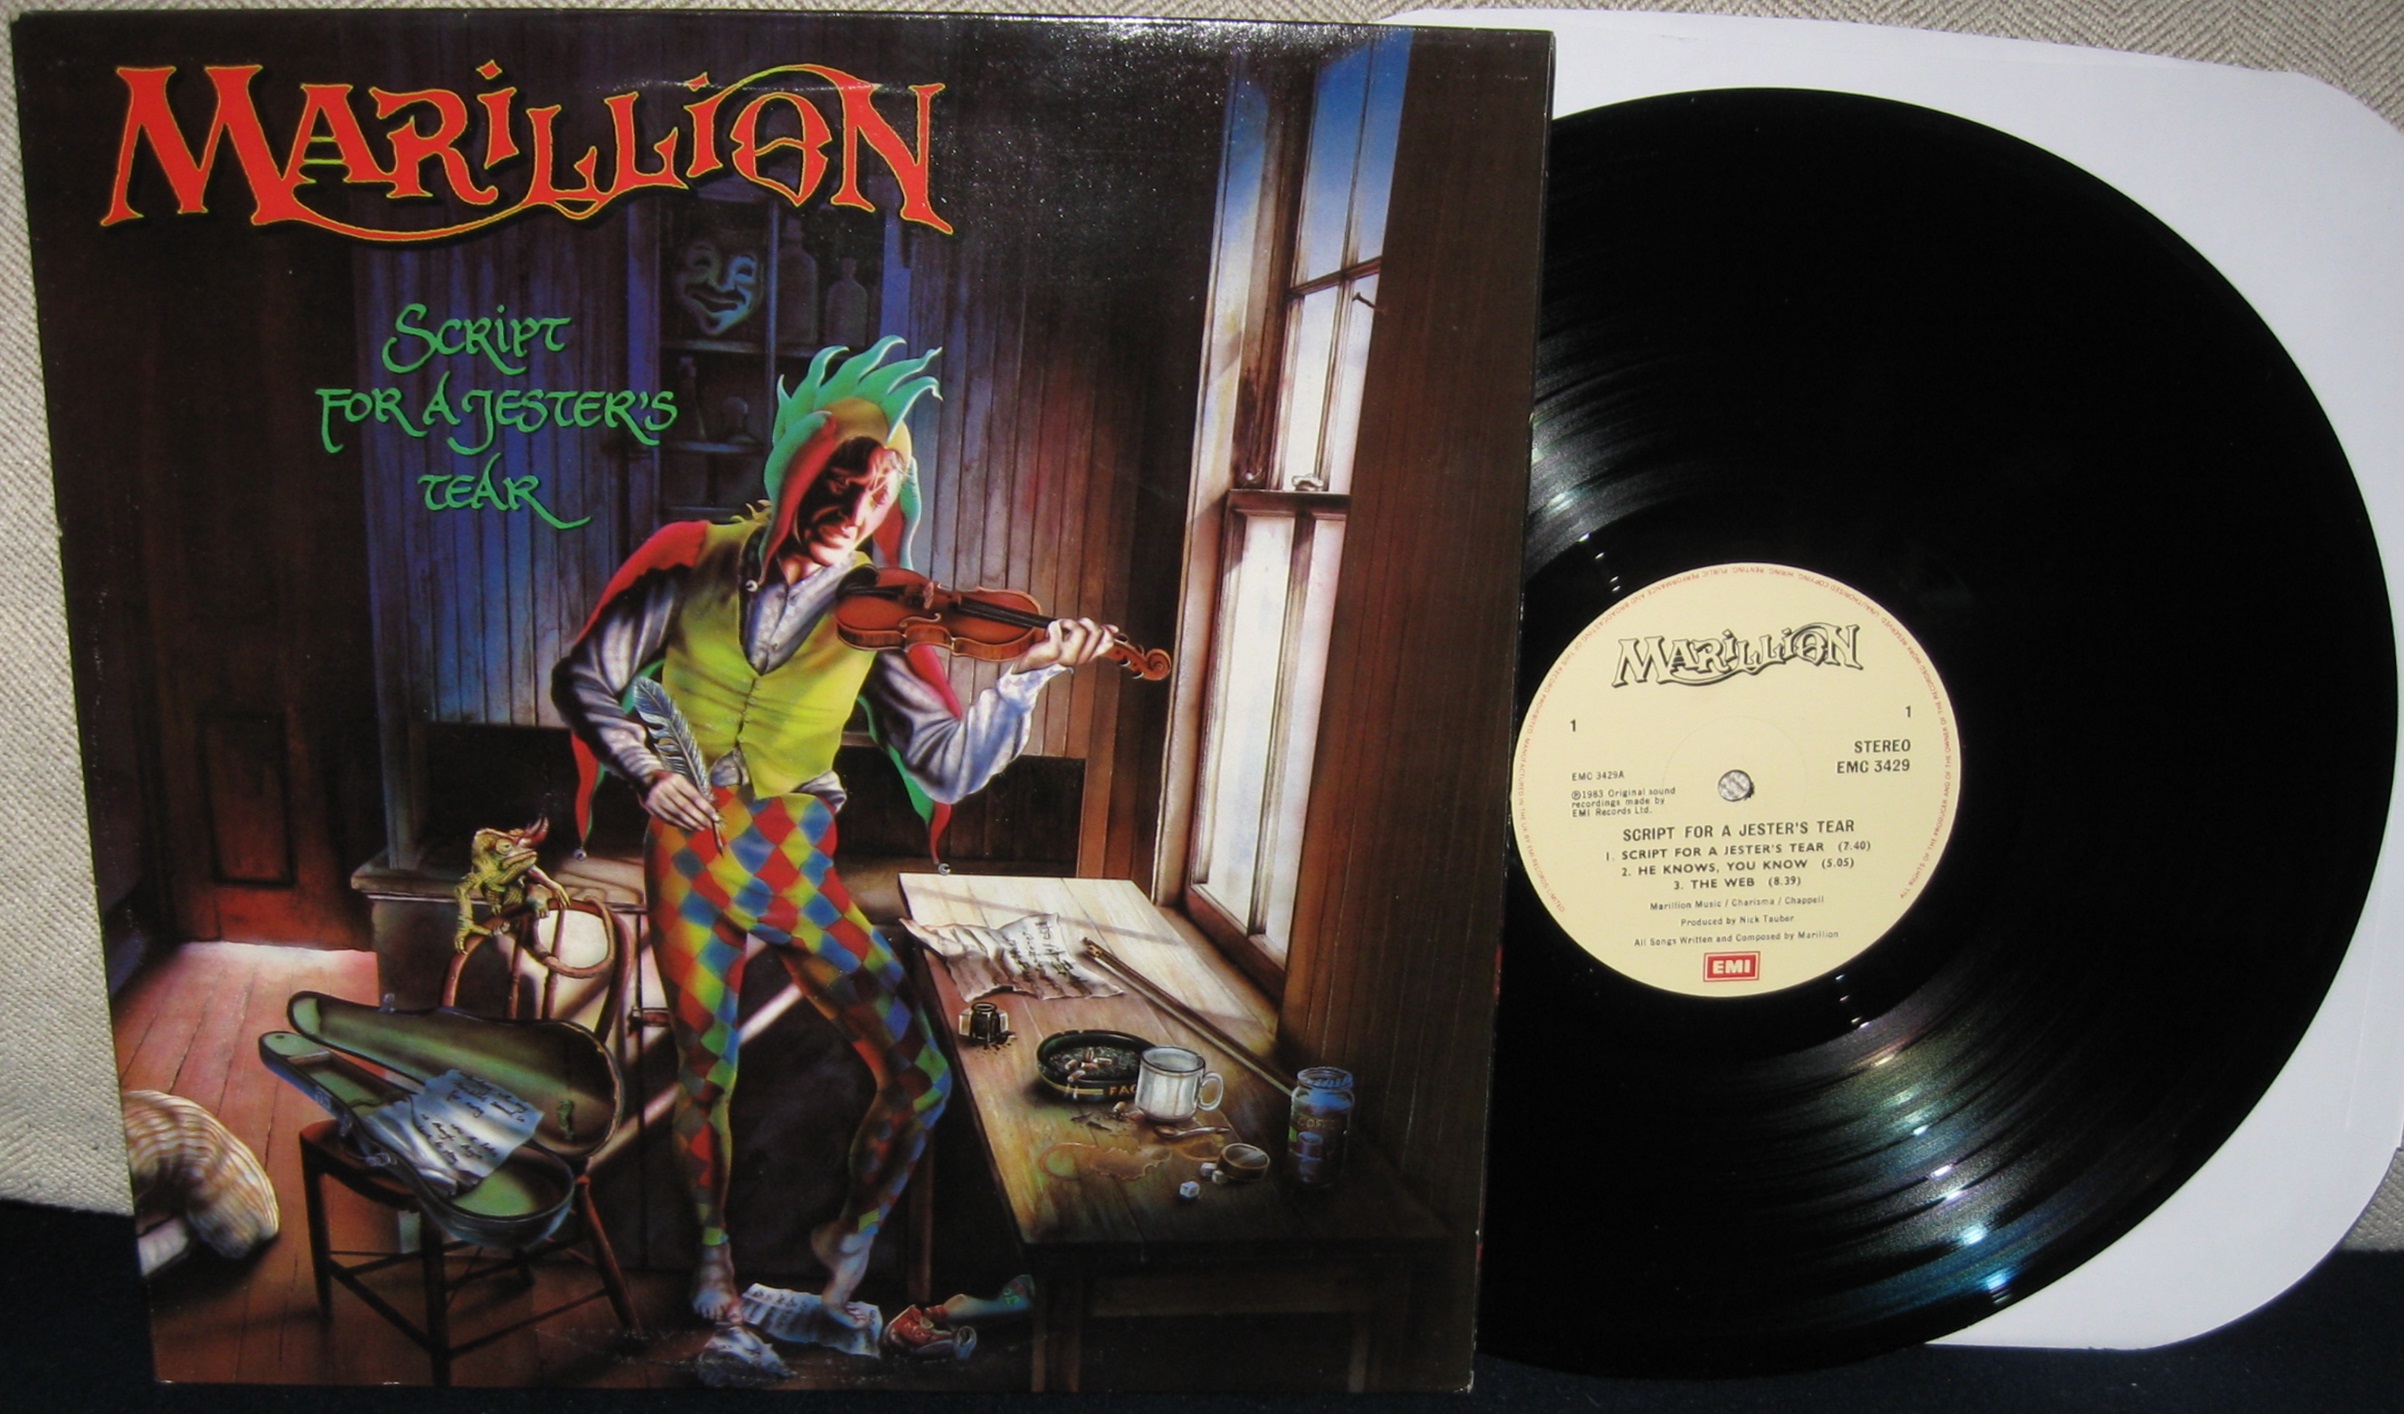 MARILLION
SCRIPT
FOR A JESTER'S
TEAR
COFFEE
MARILLION
1 1
STEREO
EMC 3429
EMC 3429A
℗1983 Original sound
recordings made by
EMI Records Ltd.
SCRIPT FOR A JESTER'S TEAR
1. SCRIPT FOR A JESTER'S TEAR (7.40)
2. HE KNOWS, YOU KNOW (5.05)
3. THE WEB (8.39)
Marillion Music / Charisma / Chappell
Produced by Nick Tauber
All Songs Written and Composed by Marillion
EMI